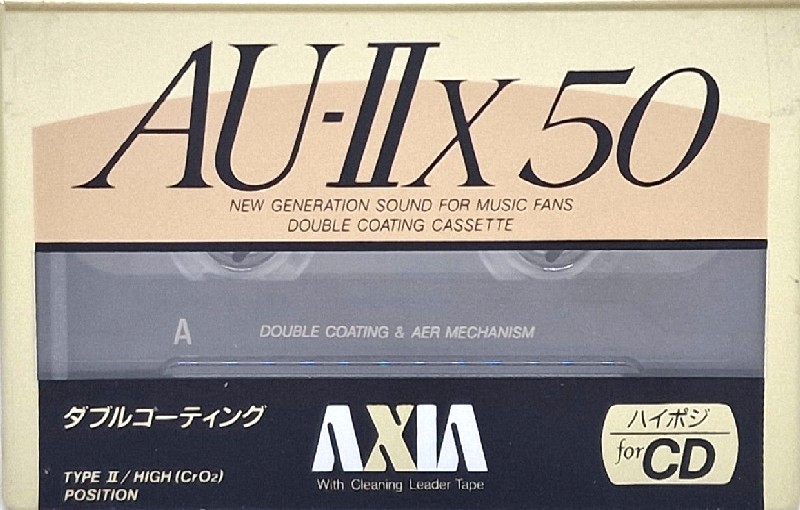 AU-IIx 50
NEW GENERATION SOUND FOR MUSIC FANS
DOUBLE COATING CASSETTE
A
DOUBLE COATING & AER MECHANISM
ダブルコーティング
AXIA
ハイポジ
for CD
With Cleaning Leader Tape
TYPE II / HIGH (CrO2)
POSITION